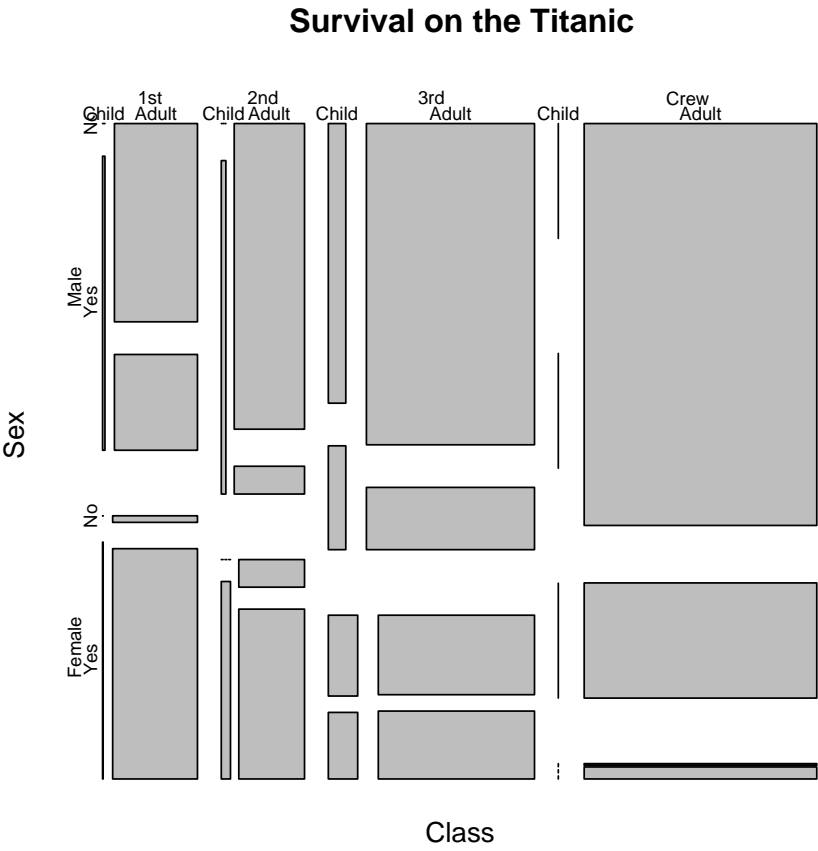 Survival on the Titanic
1st 2nd 3rd Crew
Child Adult Child Adult Child Adult Child Adult
No
Male
Yes
Sex
No
Female
Yes
Class